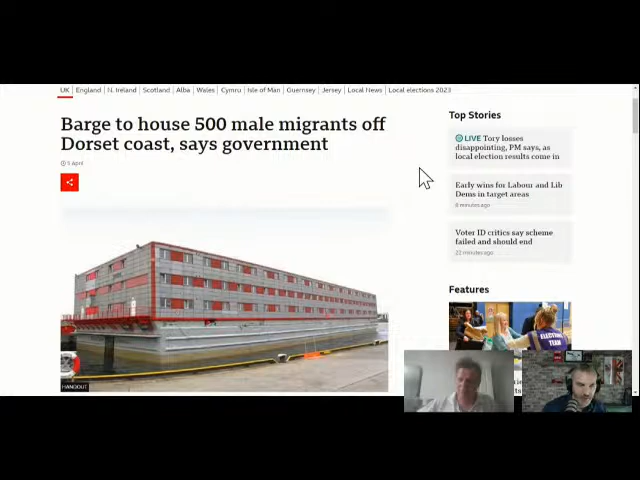 UK England N. Ireland Scotland Alba Wales Cymru Isle of Man Guernsey Jersey Local News Local elections 2023
Barge to house 500 male migrants off
Dorset coast, says government
5 April
HANGOUT
Top Stories
LIVE Tory losses
disappointing, PM says, as
local election results come in
Early wins for Labour and Lib
Dems in target areas
8 minutes ago
Voter ID critics say scheme
failed and should end
22 minutes ago
Features
ELECTIONS
TEAM